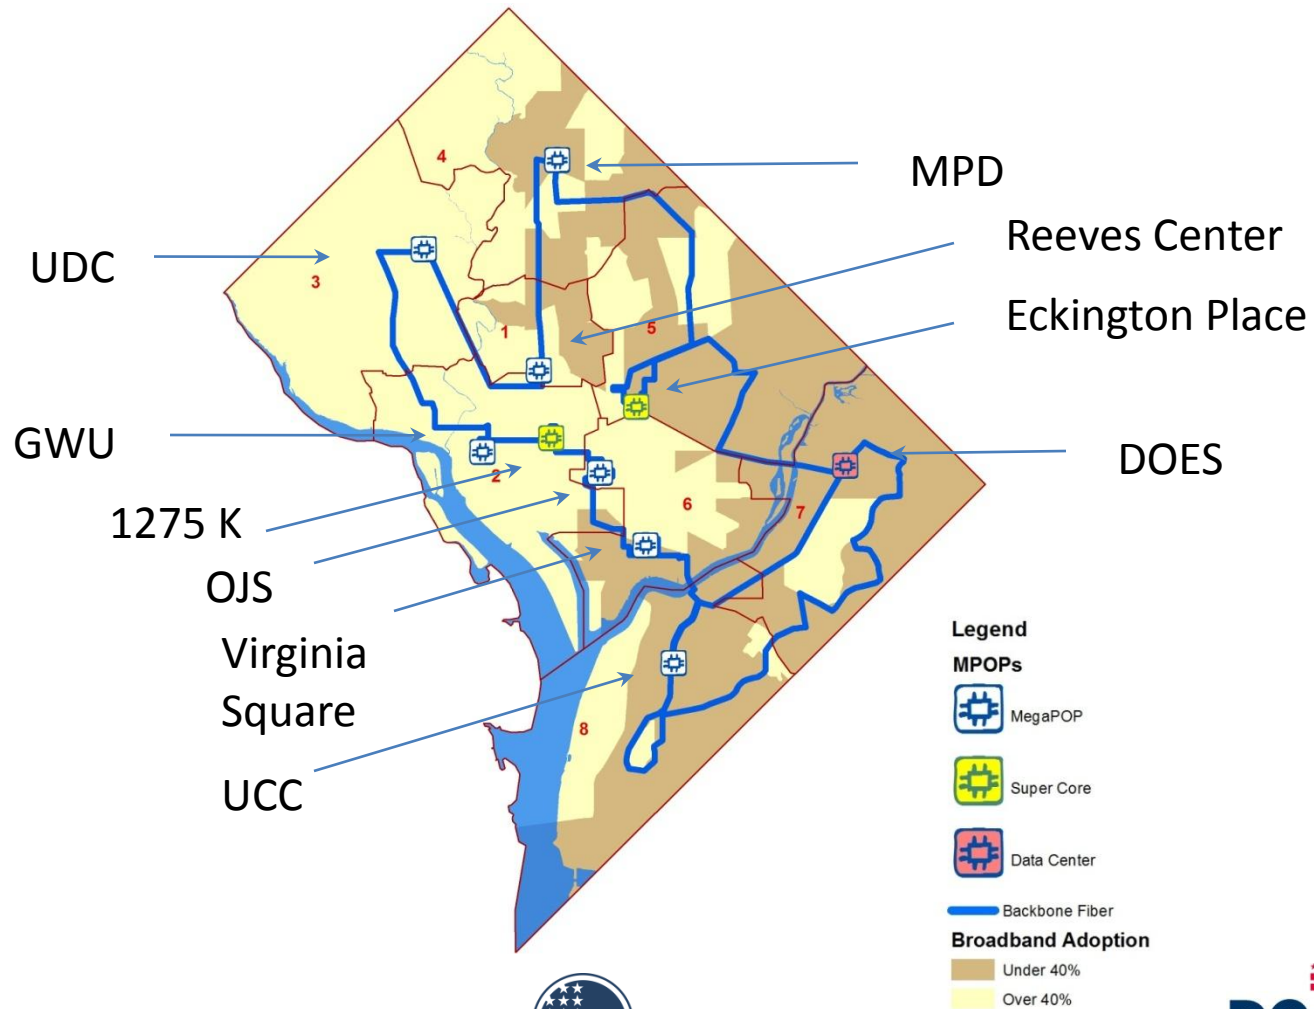 4
MPD
Reeves Center
UDC
3
Eckington Place
1
5
GWU
DOES
2
1275 K
6
7
OJS
Virginia
Square
8
UCC
Legend
MPOPs
MegaPOP
Super Core
Data Center
Backbone Fiber
Broadband Adoption
Under 40%
Over 40%